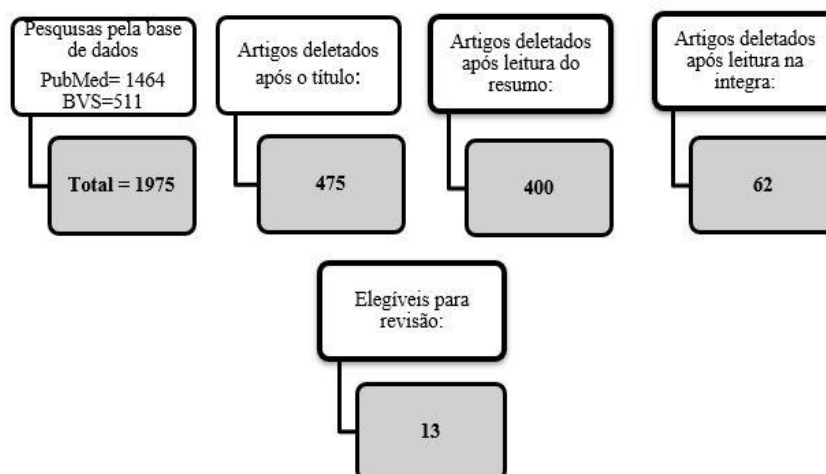 Pesquisas pela base
de dados
PubMed= 1464
BVS=511
Total = 1975
Artigos deletados
após o título:
475
Artigos deletados
após leitura do
resumo:
400
Artigos deletados
após leitura na
integra:
62
Elegíveis para
revisão:
13